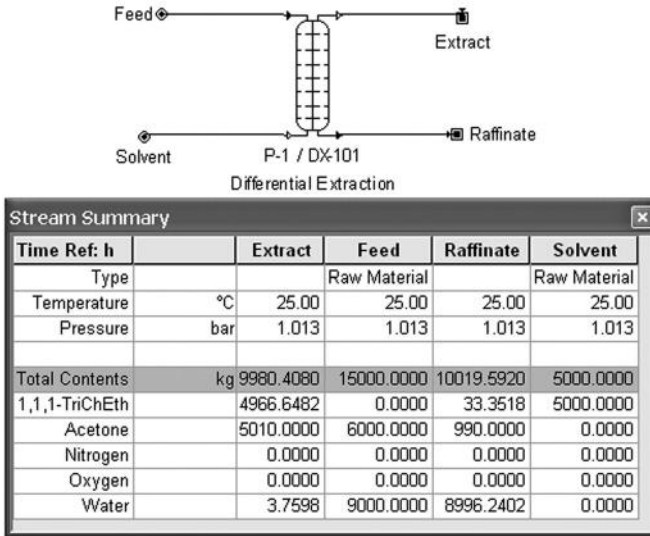 Feed
Extract
Solvent
P-1 / DX-101
Raffinate
Differential Extraction
Stream Summary
Time Ref: h Extract Feed Raffinate Solvent
Type Raw Material Raw Material
Temperature °C 25.00 25.00 25.00 25.00
Pressure bar 1.013 1.013 1.013 1.013
Total Contents kg 9980.4080 15000.0000 10019.5920 5000.0000
1,1,1-TriChEth 4966.6482 0.0000 33.3518 5000.0000
Acetone 5010.0000 6000.0000 990.0000 0.0000
Nitrogen 0.0000 0.0000 0.0000 0.0000
Oxygen 0.0000 0.0000 0.0000 0.0000
Water 3.7598 9000.0000 8996.2402 0.0000